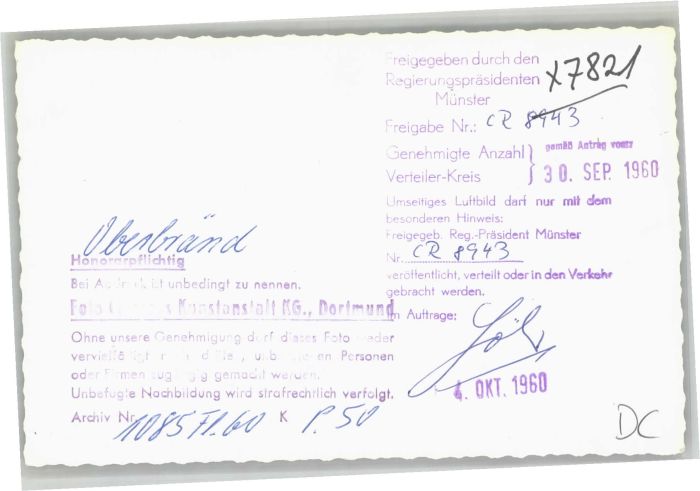 Freigegeben durch den
Regierungspräsidenten
Münster
x7821
Freigabe Nr.: CR 8943
Genehmigte Anzahl } gemäß Antrag vom:
Verteiler-Kreis 30. SEP. 1960
Umseitiges Luftbild darf nur mit dem
besonderen Hinweis:
Freigegeb. Reg.-Präsident Münster
Nr. CR 8943
veröffentlicht, verteilt oder in den Verkehr
gebracht werden.
Im Auftrage:
4. OKT. 1960
Oberbränd
Honorarpflichtig
Bei ist unbedingt zu nennen.
Foto Kunstanstalt KG., Dortmund
Ohne unsere Genehmigung darf dieses Foto weder
Personen
oder Firmen zugängig gemacht werden.
Unbefugte Nachbildung wird strafrechtlich verfolgt.
Archiv Nr. 1085 Fl. 60 K P. 50
DC